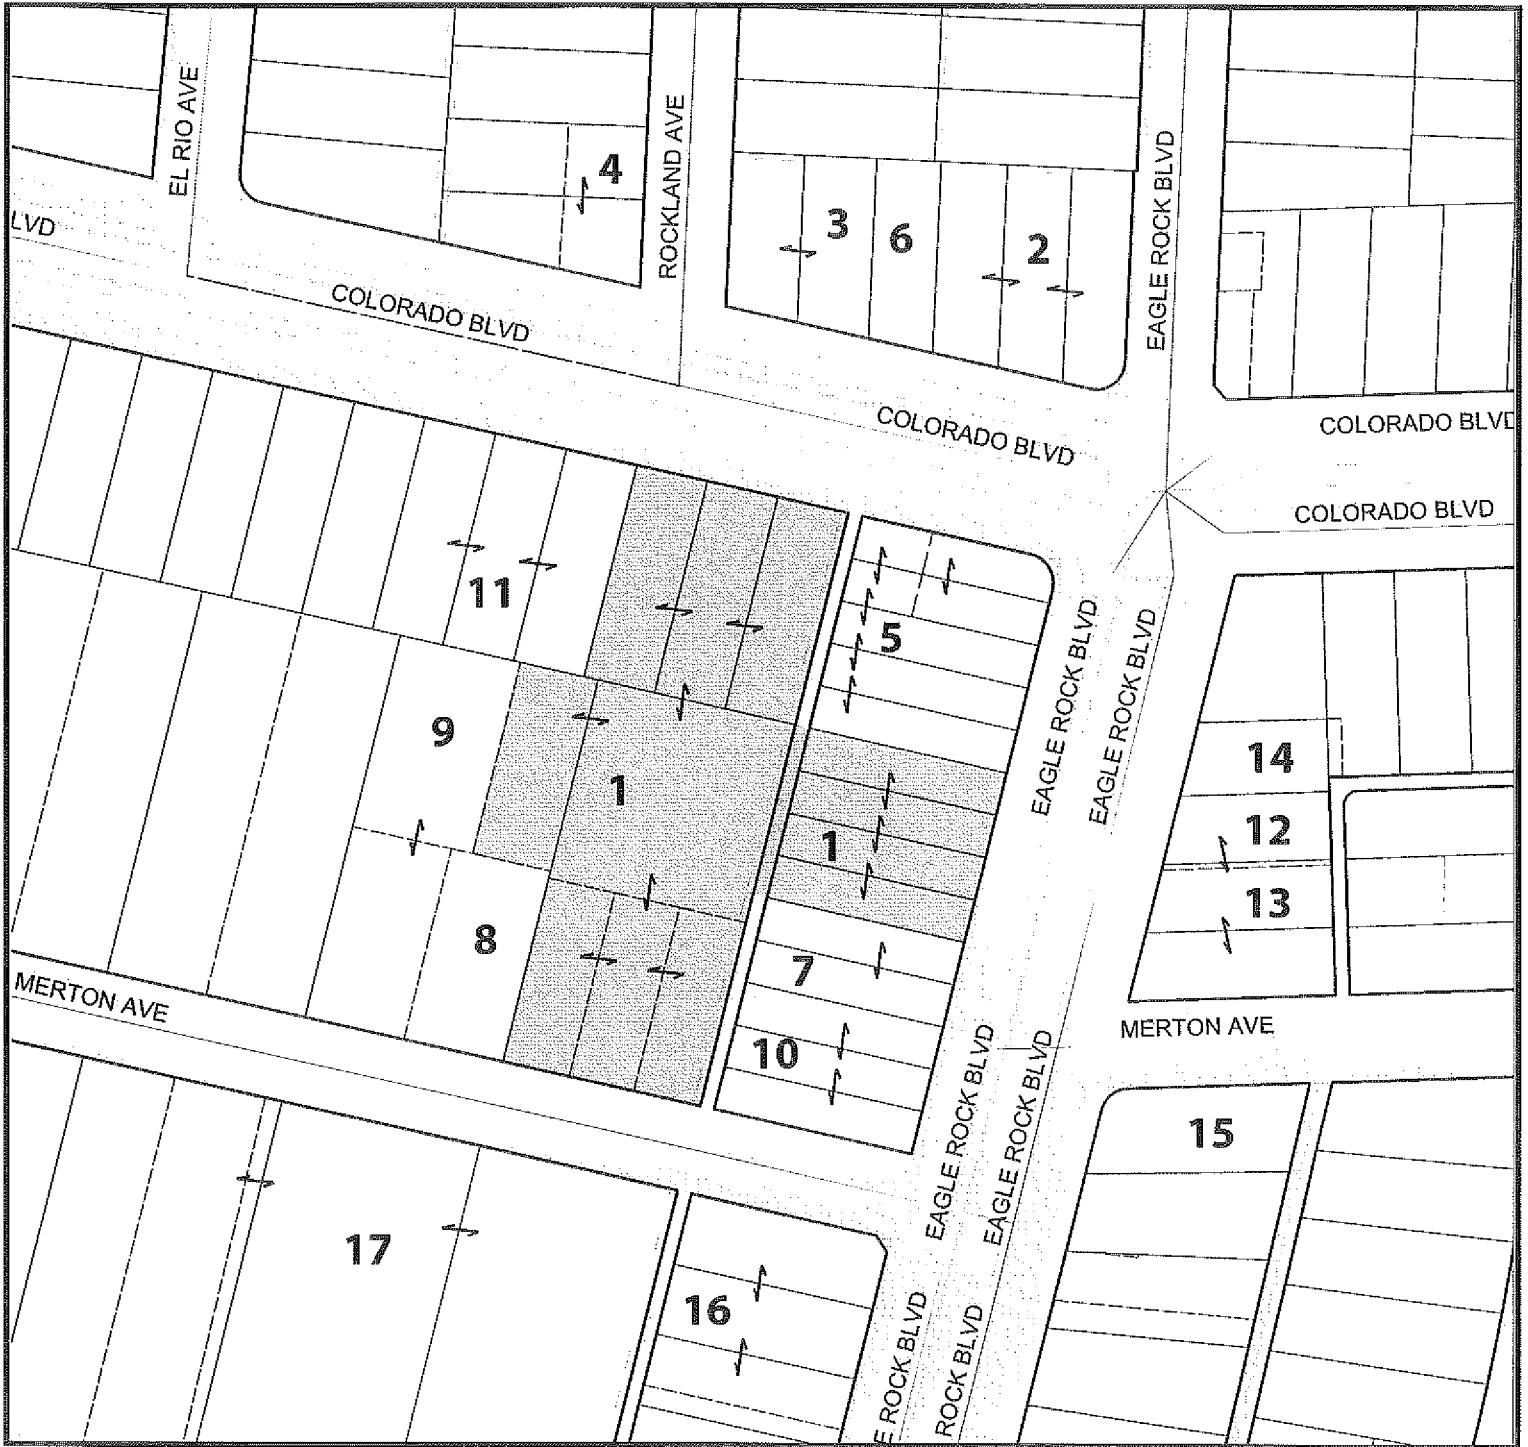 EL RIO AVE
ROCKLAND AVE
EAGLE ROCK BLVD
4
3
6
2
LVD
COLORADO BLVD
COLORADO BLVD
COLORADO BLVD
COLORADO BLVD
11
5
EAGLE ROCK BLVD
EAGLE ROCK BLVD
9
1
14
12
1
13
8
7
10
MERTON AVE
MERTON AVE
EAGLE ROCK BLVD
EAGLE ROCK BLVD
15
17
16
E ROCK BLVD
ROCK BLVD